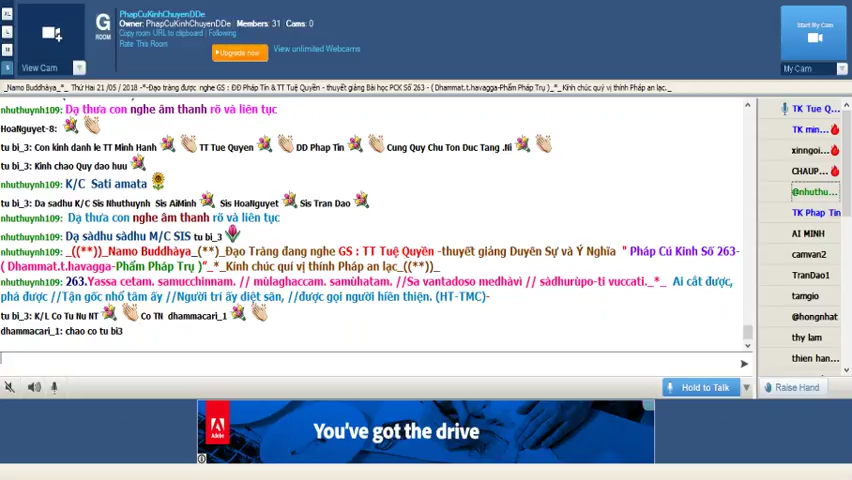 PhapCuKinhChuyenDDe
Owner: PhapCuKinhChuyenDDe Members: 31 Cams: 0
Copy room URL to clipboard | Following
Rate This Room
Upgrade now
View unlimited Webcams
G
ROOM
XL
L
M
S
View Cam
Start My Cam
My Cam
_Namo Buddhàya_*_ Thứ Hai 21 /05 / 2018 -*-Đạo tràng được nghe GS : ĐĐ Pháp Tín & TT Tuệ Quyền - thuyết giảng Bài học PCK Số 263 - ( Dhammat.t.havagga-Phẩm Pháp Trụ )_*_Kính chúc quý vị thính Pháp an lạc_
nhuthuynh109: Dạ thưa con nghe âm thanh rõ và liên tục
HoaNguyet-8:
tu bi_3: Con kinh danh le TT Minh Hanh TT Tue Quyen ĐD Phap Tin Cung Quy Chu Ton Duc Tang .Ni
tu bi_3: Kinh chao Quy dao huu
nhuthuynh109: K/C Sati amata
tu bi_3: Da sadhu K/C Sis Nhuthuynh Sis AiMinh Sis HoaNguyet Sis Tran Dao
nhuthuynh109: Dạ thưa con nghe âm thanh rõ và liên tục
nhuthuynh109: Dạ sàdhu sàdhu M/C SIS tu bi_3
nhuthuynh109: _((**))_Namo Buddhàya_(**)_Đạo Tràng đang nghe GS : TT Tuệ Quyền -thuyết giảng Duyên Sự và Ý Nghĩa " Pháp Cú Kinh Số 263-
( Dhammat.t.havagga-Phẩm Pháp Trụ )"_*_Kính chúc quí vị thính Pháp an lạc_((**))_
nhuthuynh109: 263.Yassa cetam. samucchinnam. // mùlaghaccam. samùhatam. //Sa vantadoso medhàvì // sàdhurùpo-ti vuccati._*_ Ai cắt được,
phá được //Tận gốc nhổ tâm ấy //Người trí ấy diệt sân, //được gọi người hiền thiện. (HT-TMC)-
tu bi_3: K/L Co Tu Nu NT Co TN dhammacari_1
dhammacari_1: chao co tu bi3
TK Tue Q...
TK min...
xinngoi...
CHAUP...
@nhuthu...
TK Phap Tin
AI MINH
camvan2
TranDao1
tamgio
@hongnhat
thy lam
thien han...
Hold to Talk
Raise Hand
Adobe
You've got the drive